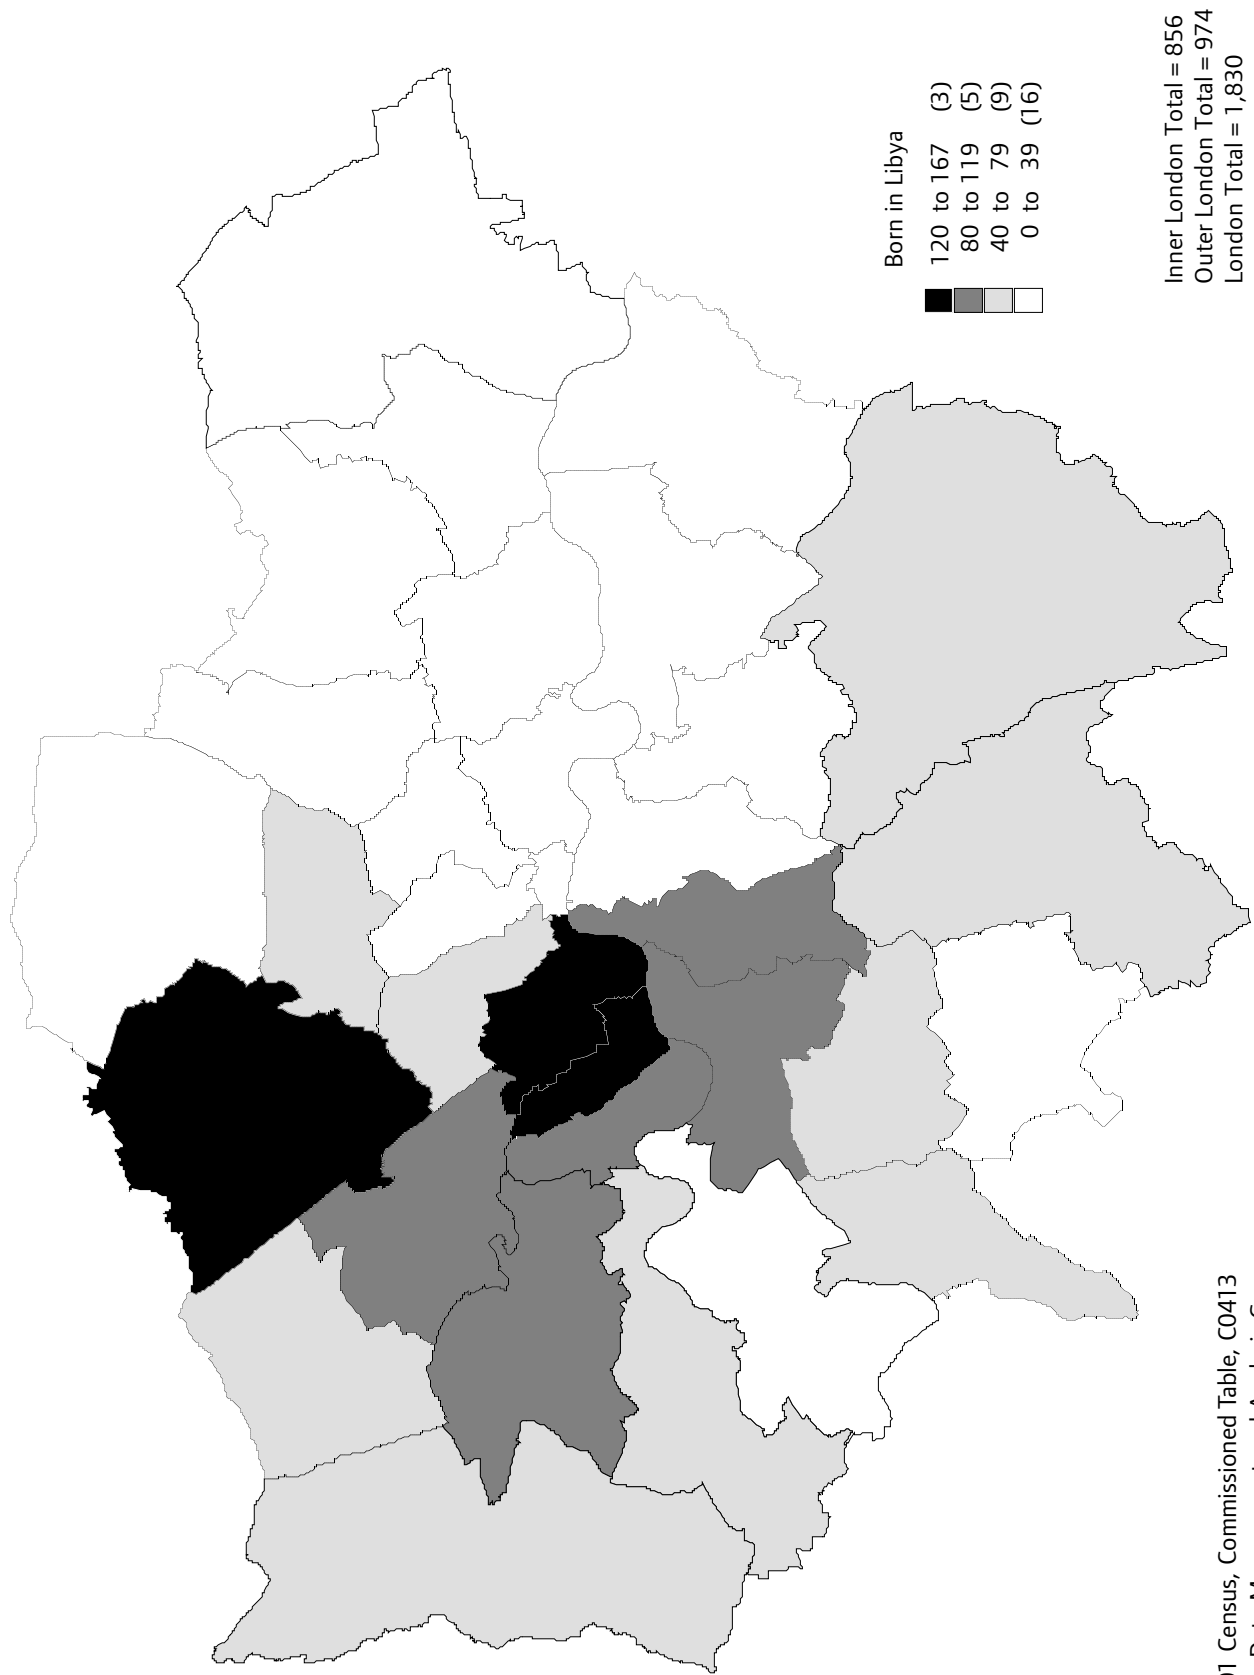 Born in Libya
120 to 167 (3)
80 to 119 (5)
40 to 79 (9)
0 to 39 (16)
Inner London Total = 856
Outer London Total = 974
London Total = 1,830
Census, Commissioned Table, C0413